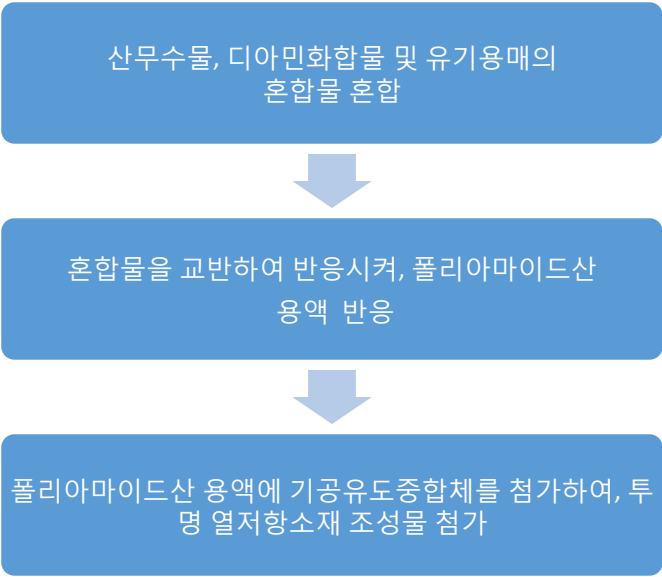 산무수물, 디아민화합물 및 유기용매의
혼합물 혼합
혼합물을 교반하여 반응시켜, 폴리아마이드산
용액 반응
폴리아마이드산 용액에 기공유도중합체를 첨가하여, 투
명 열저항소재 조성물 첨가